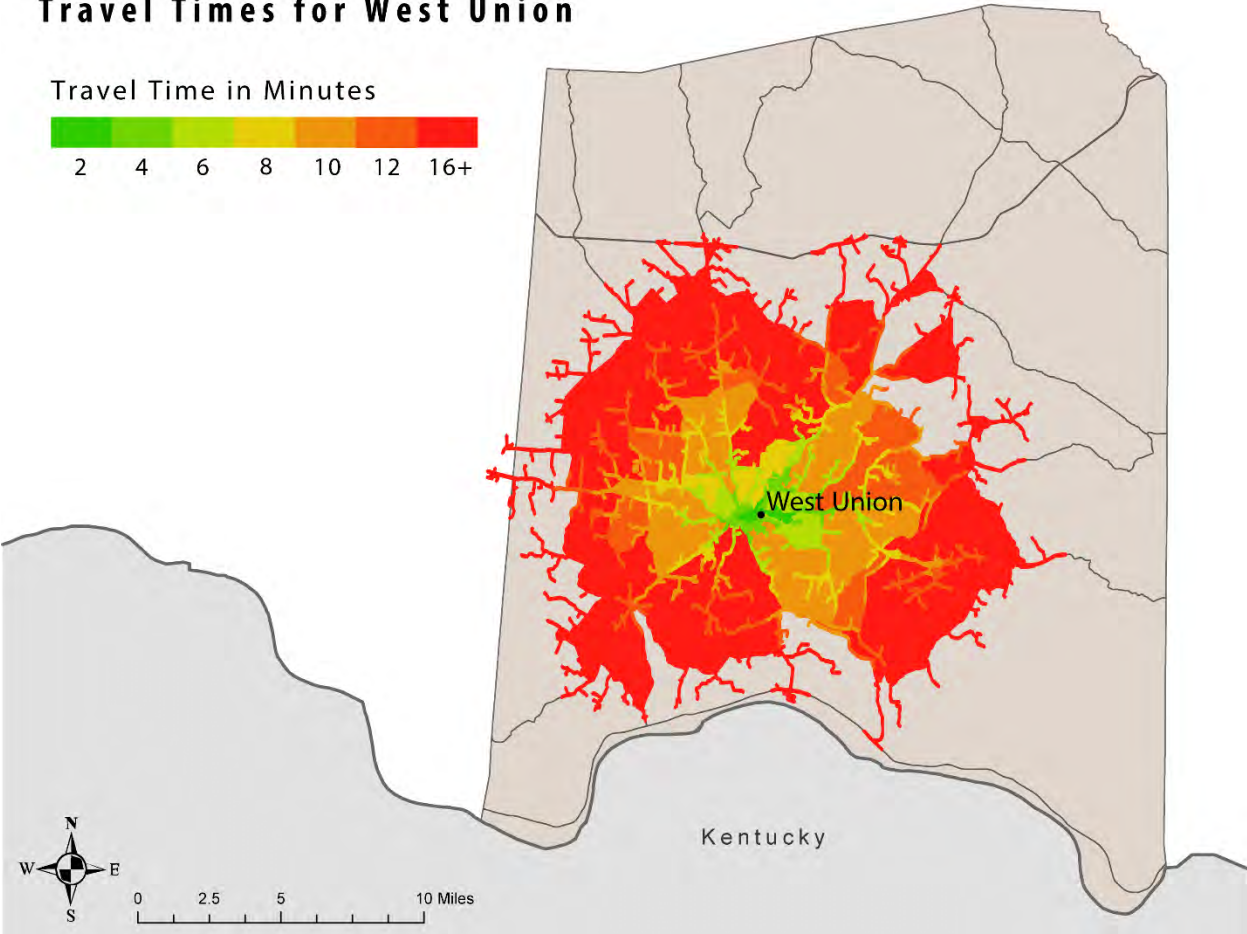 Travel Times for West Union
Travel Time in Minutes
2 4 6 8 10 12 16+
West Union
Kentucky
N
W E
S
0 2.5 5 10 Miles